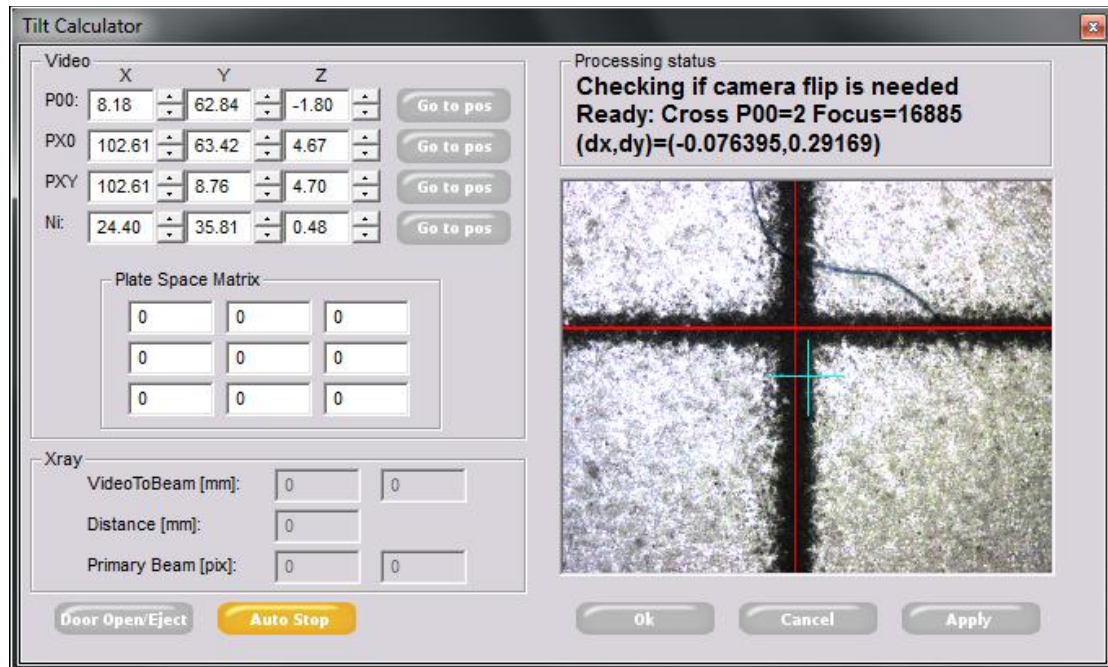 Tilt Calculator
Video
X Y Z
P00: 8.18 62.84 -1.80 Go to pos
PX0 102.61 63.42 4.67 Go to pos
PXY 102.61 8.76 4.70 Go to pos
Ni: 24.40 35.81 0.48 Go to pos
Plate Space Matrix
0 0 0
0 0 0
0 0 0
Xray
VideoToBeam [mm]: 0 0
Distance [mm]: 0
Primary Beam [pix]: 0 0
Door Open/Eject Auto Stop
Processing status
Checking if camera flip is needed
Ready: Cross P00=2 Focus=16885
(dx,dy)=(-0.076395,0.29169)
Ok Cancel Apply